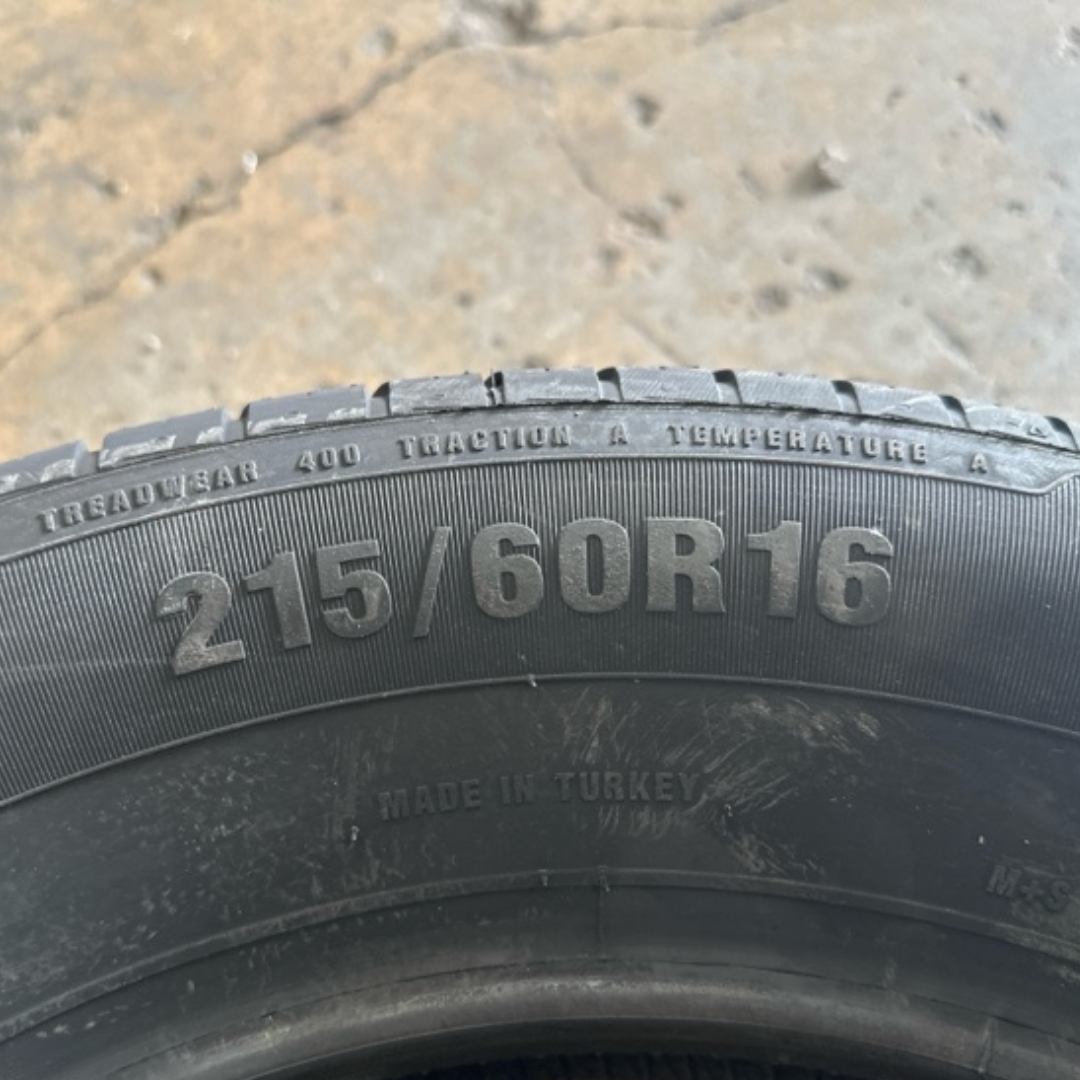 TREADWEAR 400 TRACTION A TEMPERATURE A
215/60R16
MADE IN TURKEY
M+S